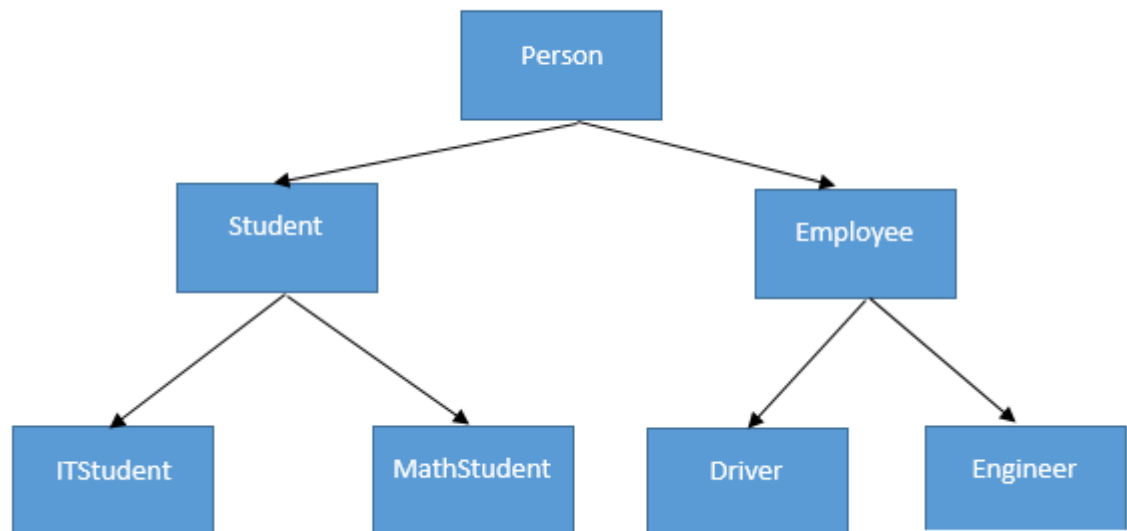 Person
Student
Employee
ITStudent
MathStudent
Driver
Engineer